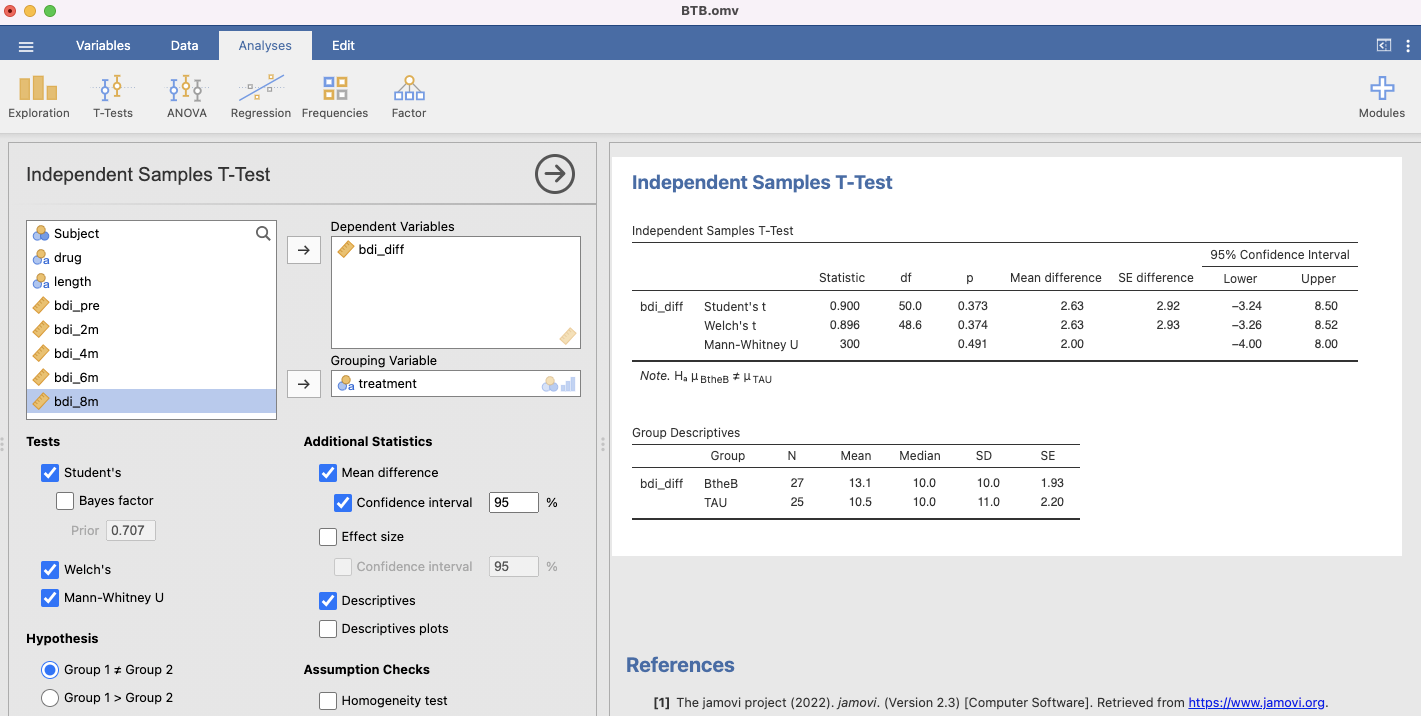 BTB.omv
Variables Data Analyses Edit
Exploration T-Tests ANOVA Regression Frequencies Factor Modules
Independent Samples T-Test
Subject
drug
length
bdi_pre
bdi_2m
bdi_4m
bdi_6m
bdi_8m
Dependent Variables
bdi_diff
Grouping Variable
treatment
Tests
Student's
Bayes factor
Prior 0.707
Welch's
Mann-Whitney U
Hypothesis
Group 1 ≠ Group 2
Group 1 > Group 2
Additional Statistics
Mean difference
Confidence interval 95 %
Effect size
Confidence interval 95 %
Descriptives
Descriptives plots
Assumption Checks
Homogeneity test
Independent Samples T-Test
Independent Samples T-Test
95% Confidence Interval
Statistic df p Mean difference SE difference Lower Upper
bdi_diff Student's t 0.900 50.0 0.373 2.63 2.92 −3.24 8.50
Welch's t 0.896 48.6 0.374 2.63 2.93 −3.26 8.52
Mann-Whitney U 300 0.491 2.00 −4.00 8.00
Note. Hₐ μ BtheB ≠ μ TAU
Group Descriptives
Group N Mean Median SD SE
bdi_diff BtheB 27 13.1 10.0 10.0 1.93
TAU 25 10.5 10.0 11.0 2.20
References
[1] The jamovi project (2022). jamovi. (Version 2.3) [Computer Software]. Retrieved from https://www.jamovi.org.